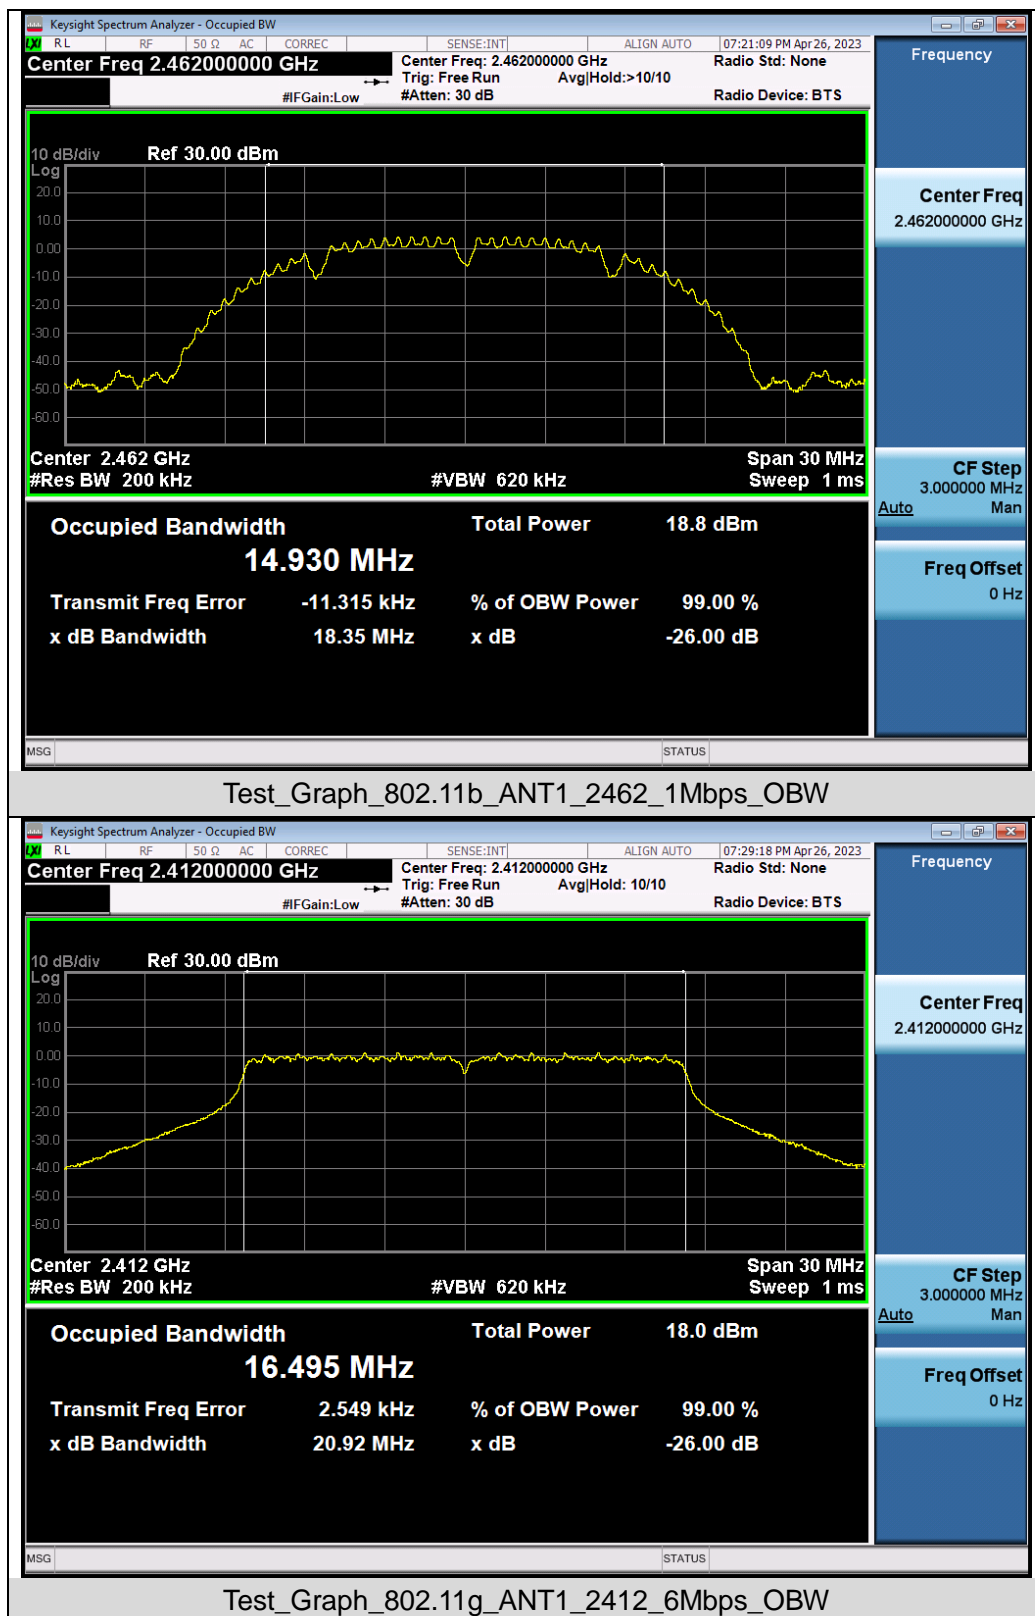 Keysight Spectrum Analyzer - Occupied BW
LXI RL RF 50 Ω AC CORREC SENSE:INT ALIGN AUTO 07:21:09 PM Apr 26, 2023
Center Freq 2.462000000 GHz Center Freq: 2.462000000 GHz Radio Std: None
Trig: Free Run Avg|Hold:>10/10
#IFGain:Low #Atten: 30 dB Radio Device: BTS
10 dB/div Ref 30.00 dBm
Log
20.0
10.0
0.00
-10.0
-20.0
-30.0
-40.0
-50.0
-60.0
Center 2.462 GHz Span 30 MHz
#Res BW 200 kHz #VBW 620 kHz Sweep 1 ms
Occupied Bandwidth Total Power 18.8 dBm
14.930 MHz
Transmit Freq Error -11.315 kHz % of OBW Power 99.00 %
x dB Bandwidth 18.35 MHz x dB -26.00 dB
MSG STATUS
Frequency
Center Freq
2.462000000 GHz
CF Step
3.000000 MHz
Auto Man
Freq Offset
0 Hz
Test_Graph_802.11b_ANT1_2462_1Mbps_OBW
Keysight Spectrum Analyzer - Occupied BW
LXI RL RF 50 Ω AC CORREC SENSE:INT ALIGN AUTO 07:29:18 PM Apr 26, 2023
Center Freq 2.412000000 GHz Center Freq: 2.412000000 GHz Radio Std: None
Trig: Free Run Avg|Hold: 10/10
#IFGain:Low #Atten: 30 dB Radio Device: BTS
10 dB/div Ref 30.00 dBm
Log
20.0
10.0
0.00
-10.0
-20.0
-30.0
-40.0
-50.0
-60.0
Center 2.412 GHz Span 30 MHz
#Res BW 200 kHz #VBW 620 kHz Sweep 1 ms
Occupied Bandwidth Total Power 18.0 dBm
16.495 MHz
Transmit Freq Error 2.549 kHz % of OBW Power 99.00 %
x dB Bandwidth 20.92 MHz x dB -26.00 dB
MSG STATUS
Frequency
Center Freq
2.412000000 GHz
CF Step
3.000000 MHz
Auto Man
Freq Offset
0 Hz
Test_Graph_802.11g_ANT1_2412_6Mbps_OBW